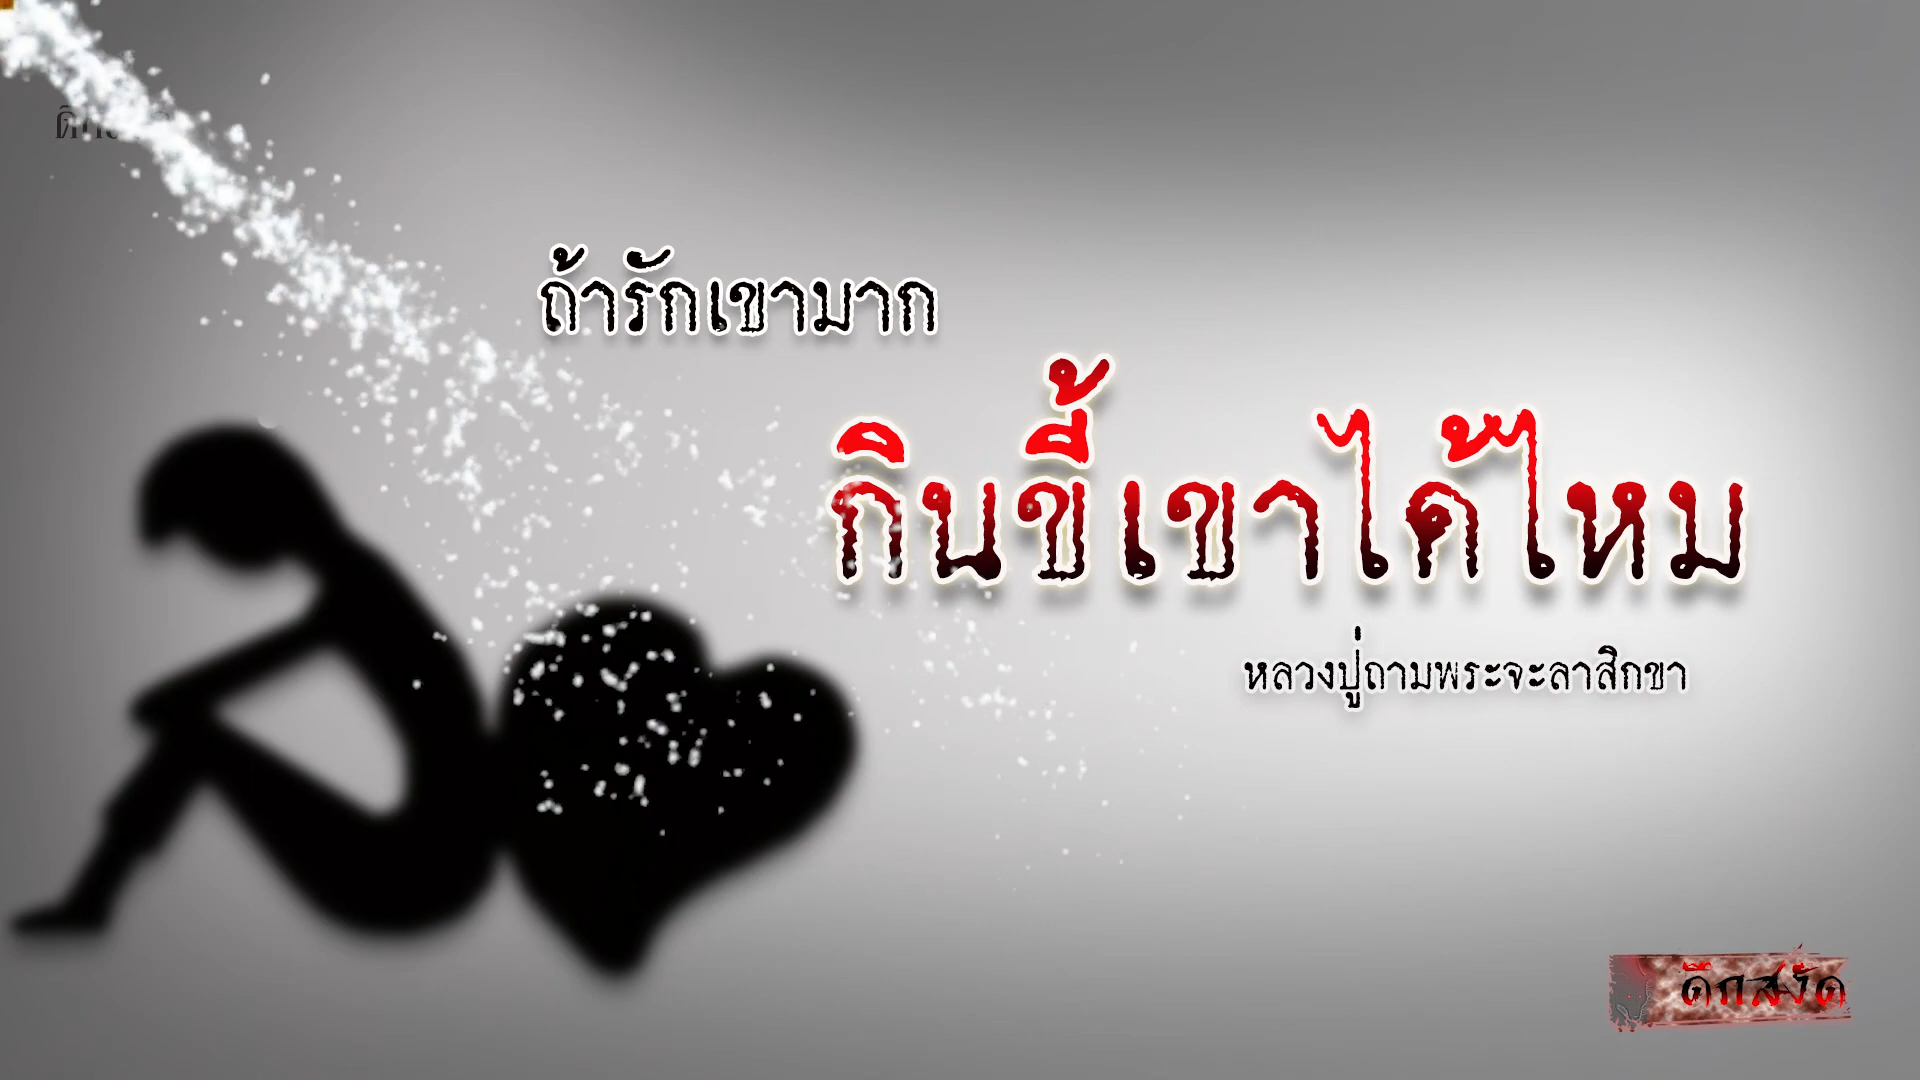 ถ้ารักเขามาก
กินขี้เขาได้ไหม
หลวงปู่ถามพระจะลาสิกขา
ดึกสงัด